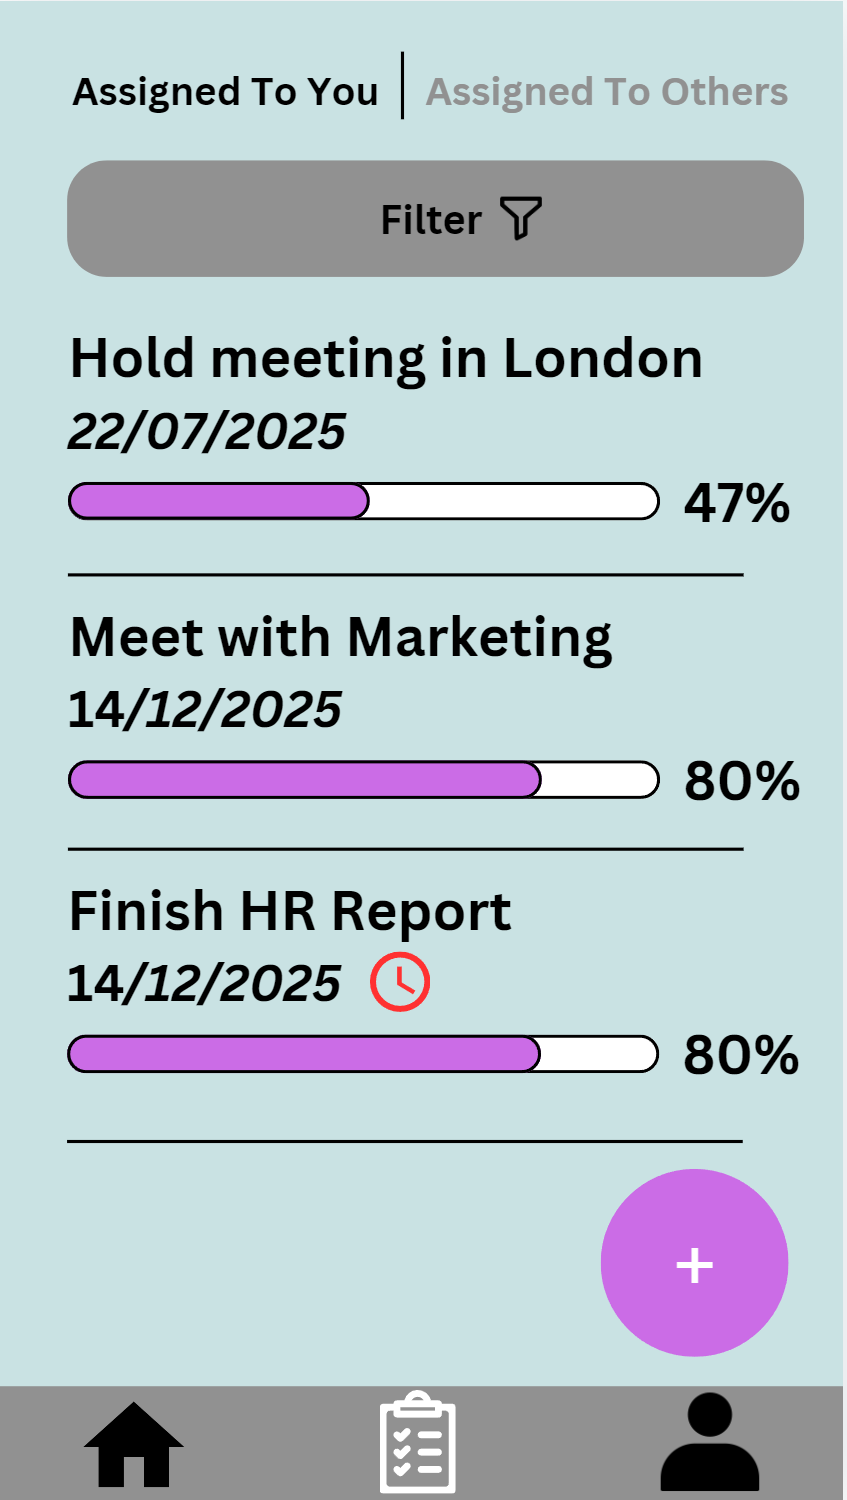 Assigned To You
Assigned To Others
Filter
Hold meeting in London
22/07/2025
47%
Meet with Marketing
14/12/2025
80%
Finish HR Report
14/12/2025
80%
+